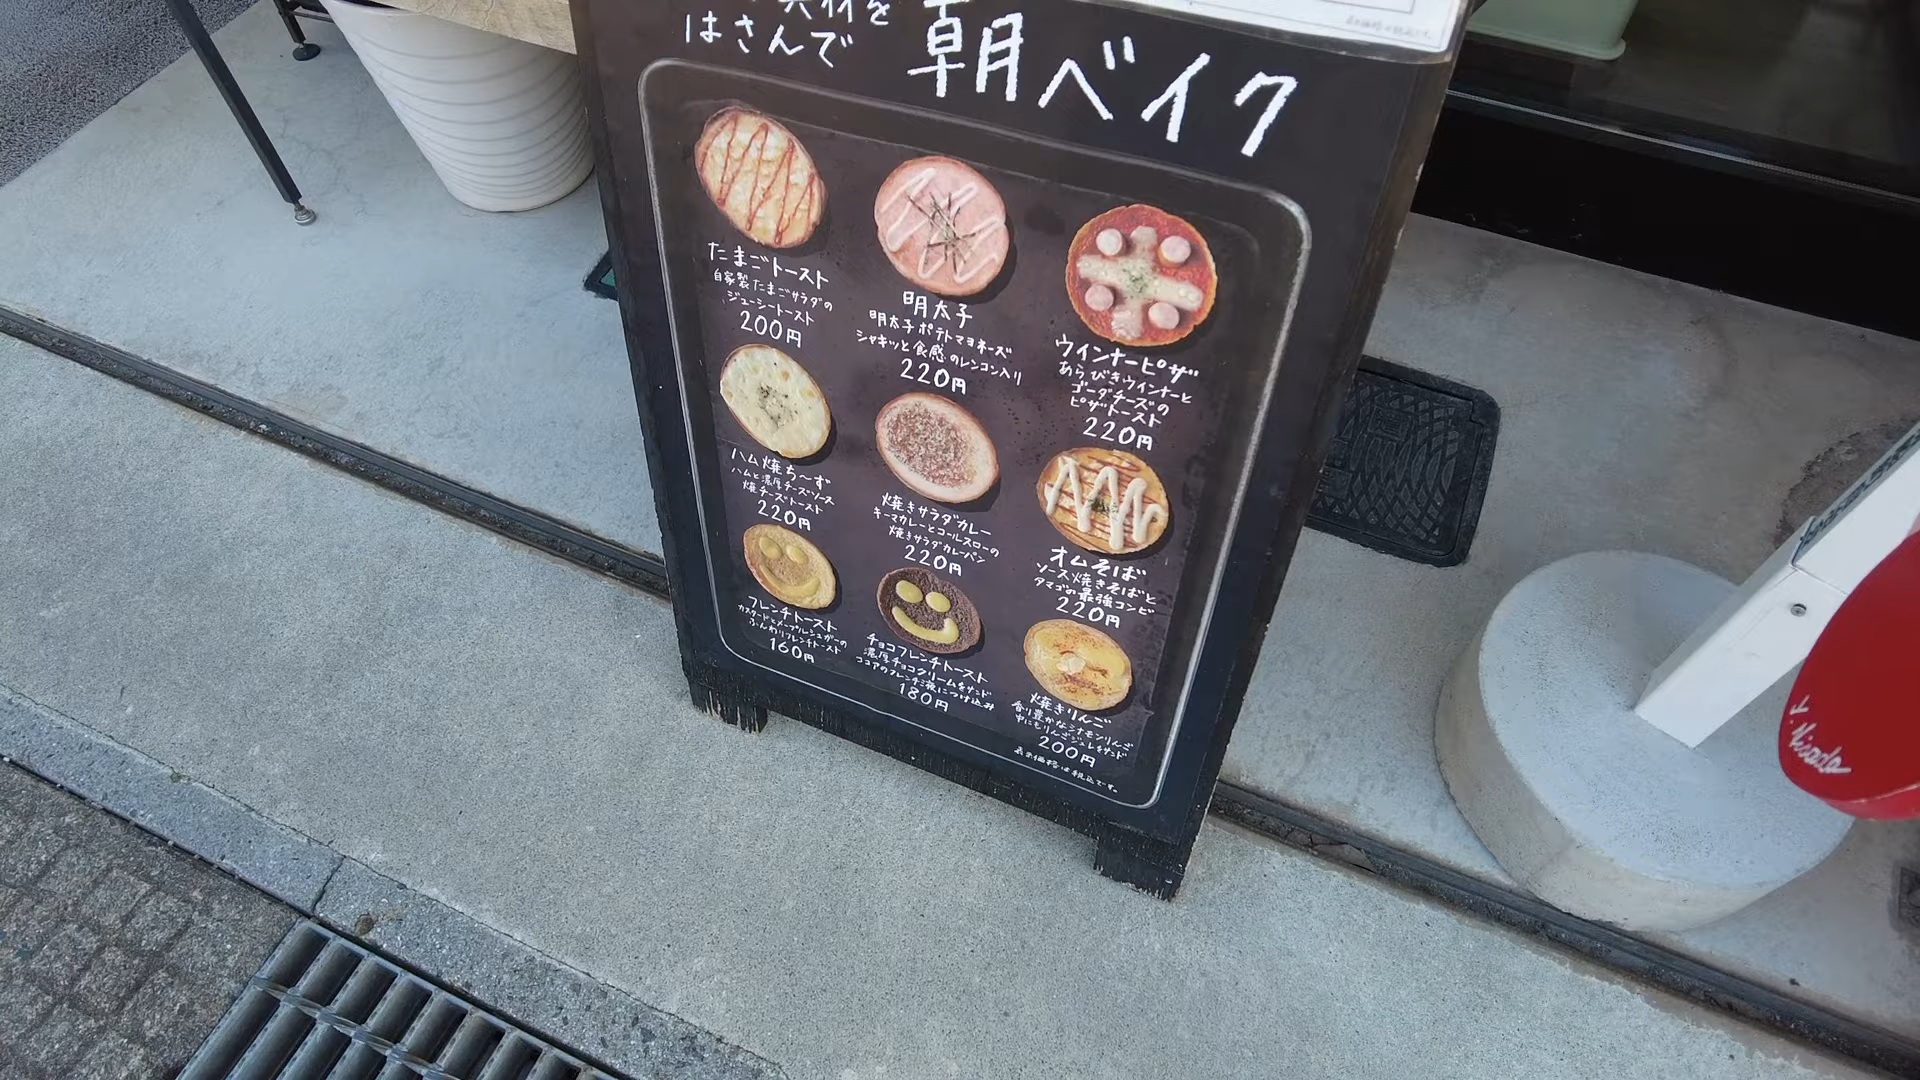 具材を
はさんで
朝ベイク
たまごトースト
自家製たまごサラダの
ジューシートースト
200円
明太子
明太子ポテトマヨネーズ
シャキッと食感のレンコン入り
220円
ウインナーピザ
あらびきウインナーと
ゴーダチーズの
ピザトースト
220円
ハム焼ち〜ず
ハムと濃厚チーズソース
焼チーズトースト
220円
焼きサラダカレー
キーマカレーとコールスローの
焼きサラダカレーパン
220円
オムそば
ソース焼きそばと
タマゴの最強コンビ
220円
フレンチトースト
カスタードとメープルシュガーの
ふんわりフレンチトースト
160円
チョコフレンチトースト
濃厚チョコクリームをサンド
ココアのフレンチ液につけ込み
180円
焼きりんご
香り豊かなシナモンりんご
中にもりんごジュレをサンド
200円
表示価格は税込です。